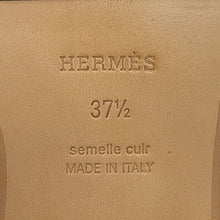 HERMÈS
37½
semelle cuir
MADE IN ITALY